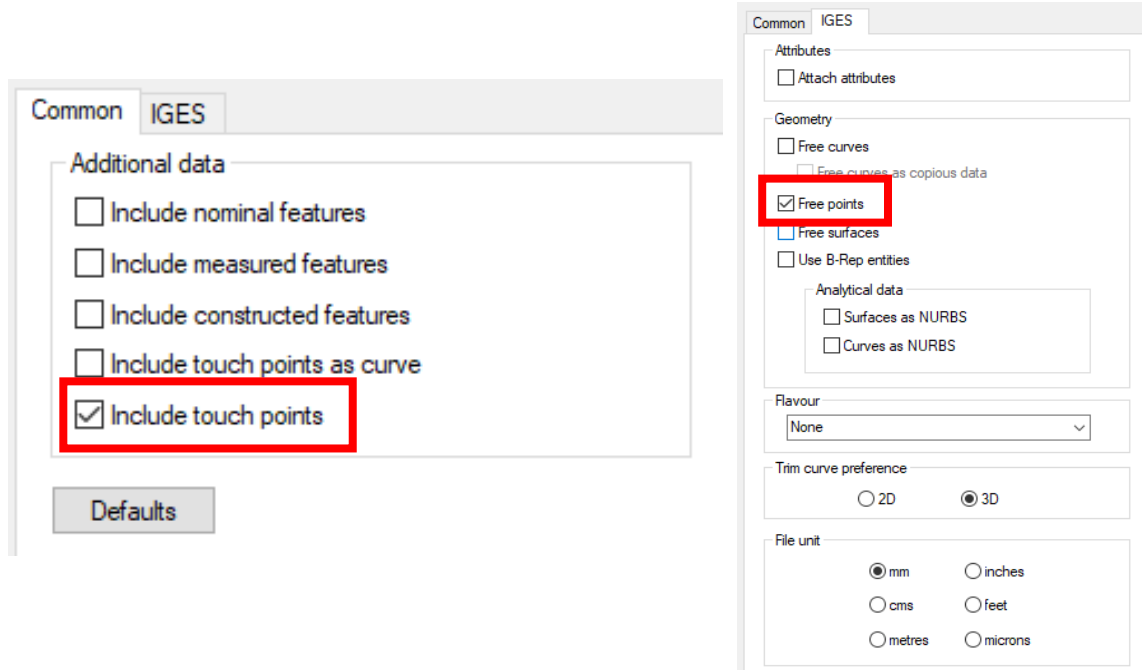 Common IGES
Additional data
Include nominal features
Include measured features
Include constructed features
Include touch points as curve
Include touch points
Defaults
Common IGES
Attributes
Attach attributes
Geometry
Free curves
Free curves as copious data
Free points
Free surfaces
Use B-Rep entities
Analytical data
Surfaces as NURBS
Curves as NURBS
Flavour
None
Trim curve preference
2D 3D
File unit
mm inches
cms feet
metres microns